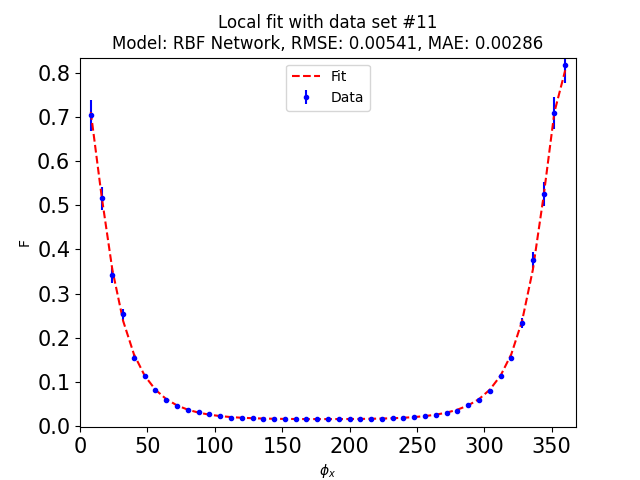 Local fit with data set #11
Model: RBF Network, RMSE: 0.00541, MAE: 0.00286
Fit
Data
F
0.8
0.7
0.6
0.5
0.4
0.3
0.2
0.1
0.0
0 50 100 150 200 250 300 350
ϕx